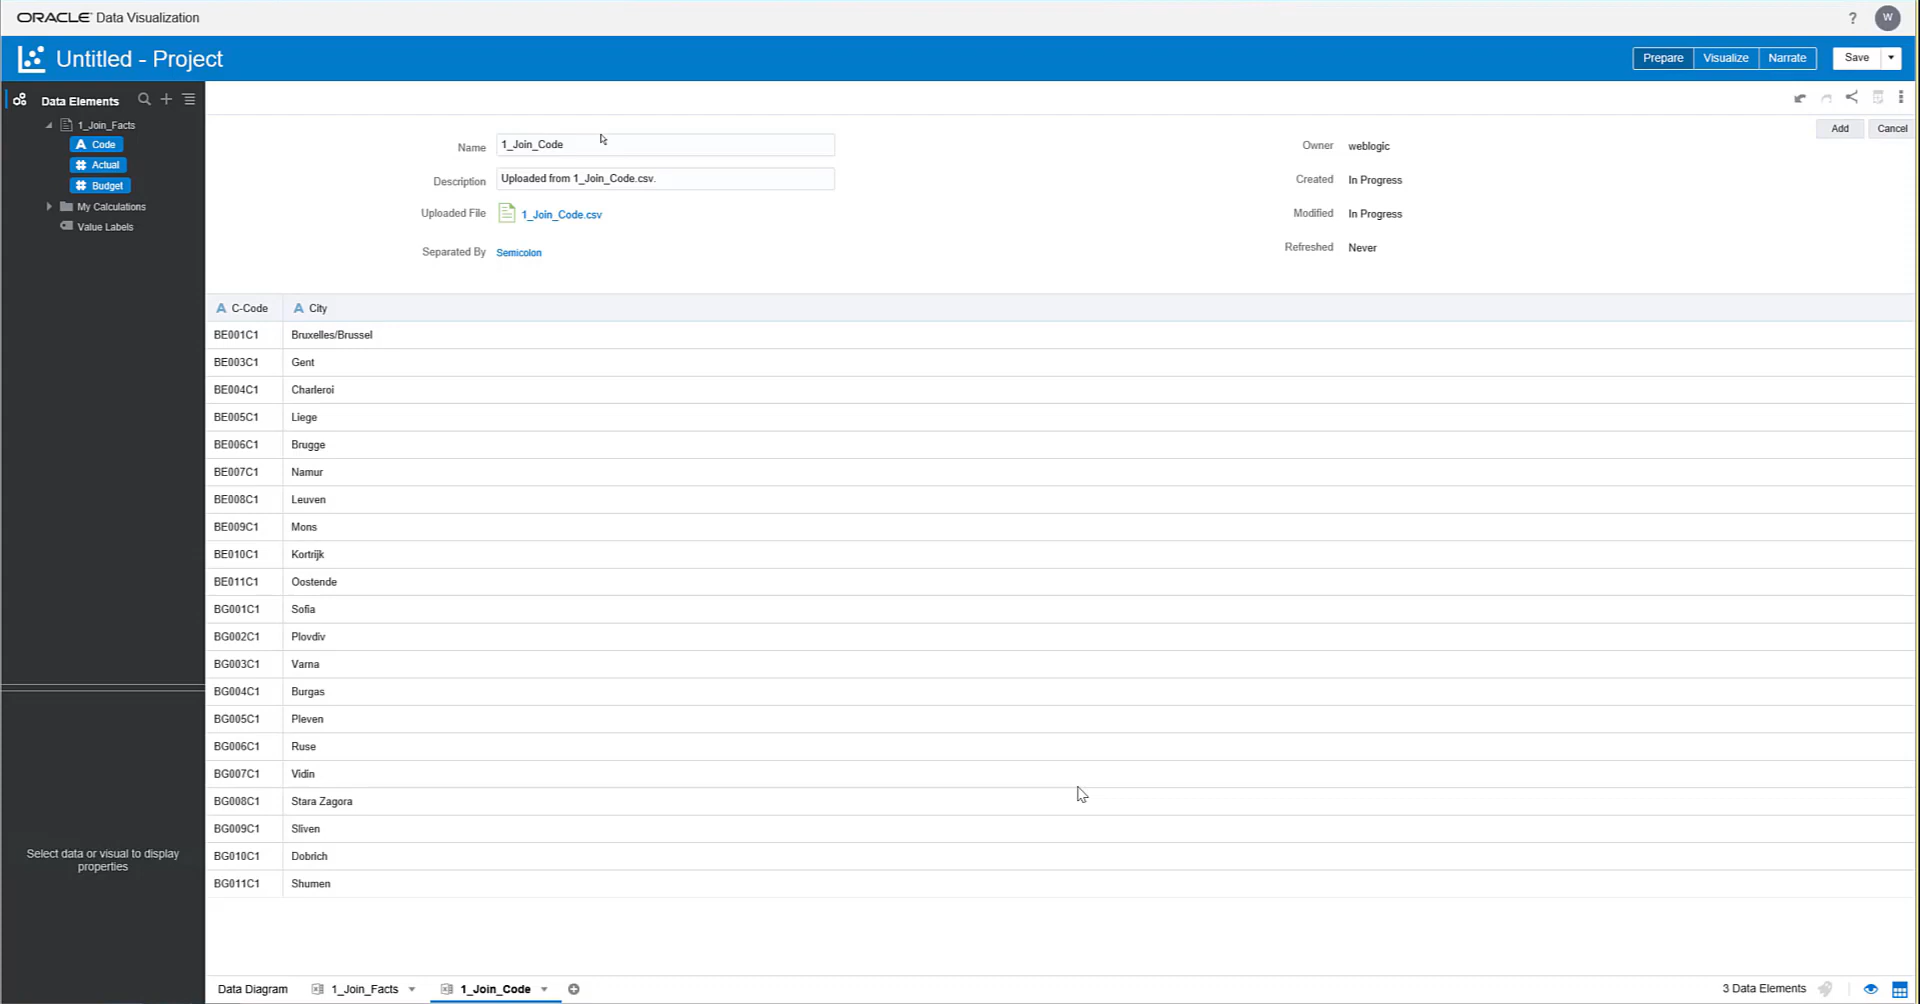 ORACLE® Data Visualization
? W
Untitled - Project
Prepare Visualize Narrate Save
Data Elements
1_Join_Facts
A Code
# Actual
# Budget
My Calculations
Value Labels
Select data or visual to display
properties
Add Cancel
Name 1_Join_Code
Description Uploaded from 1_Join_Code.csv.
Uploaded File 1_Join_Code.csv
Separated By Semicolon
Owner weblogic
Created In Progress
Modified In Progress
Refreshed Never
A C-Code A City
BE001C1 Bruxelles/Brussel
BE003C1 Gent
BE004C1 Charleroi
BE005C1 Liege
BE006C1 Brugge
BE007C1 Namur
BE008C1 Leuven
BE009C1 Mons
BE010C1 Kortrijk
BE011C1 Oostende
BG001C1 Sofia
BG002C1 Plovdiv
BG003C1 Varna
BG004C1 Burgas
BG005C1 Pleven
BG006C1 Ruse
BG007C1 Vidin
BG008C1 Stara Zagora
BG009C1 Sliven
BG010C1 Dobrich
BG011C1 Shumen
Data Diagram 1_Join_Facts 1_Join_Code 3 Data Elements